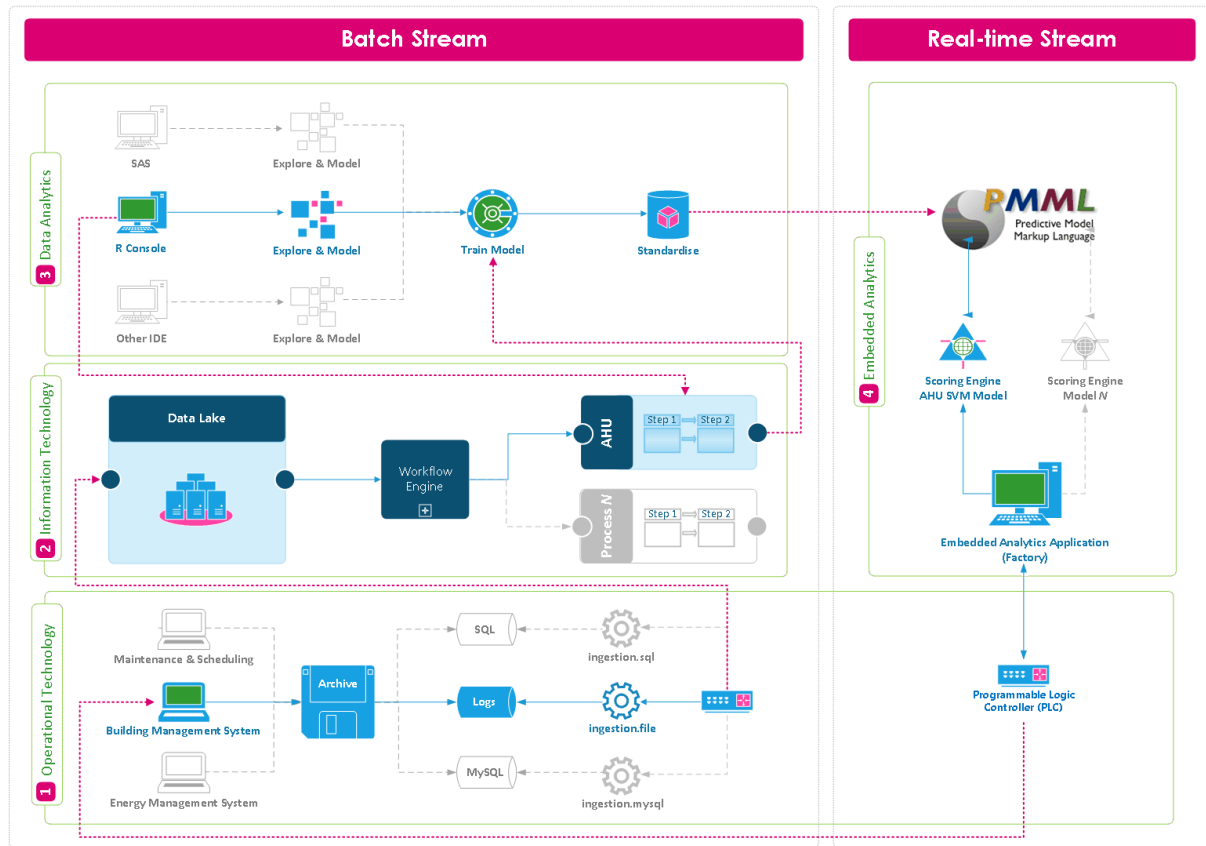 Batch Stream
Real-time Stream
3 Data Analytics
SAS
Explore & Model
R Console
Explore & Model
Train Model
Standardise
Other IDE
Explore & Model
PMML
Predictive Model
Markup Language
4 Embedded Analytics
Scoring Engine
AHU SVM Model
Scoring Engine
Model N
Embedded Analytics Application
(Factory)
2 Information Technology
Data Lake
Workflow
Engine
AHU
Step 1
Step 2
Process N
Step 1
Step 2
1 Operational Technology
Maintenance & Scheduling
Building Management System
Energy Management System
Archive
SQL
Logs
MySQL
ingestion.sql
ingestion.file
ingestion.mysql
Programmable Logic
Controller (PLC)